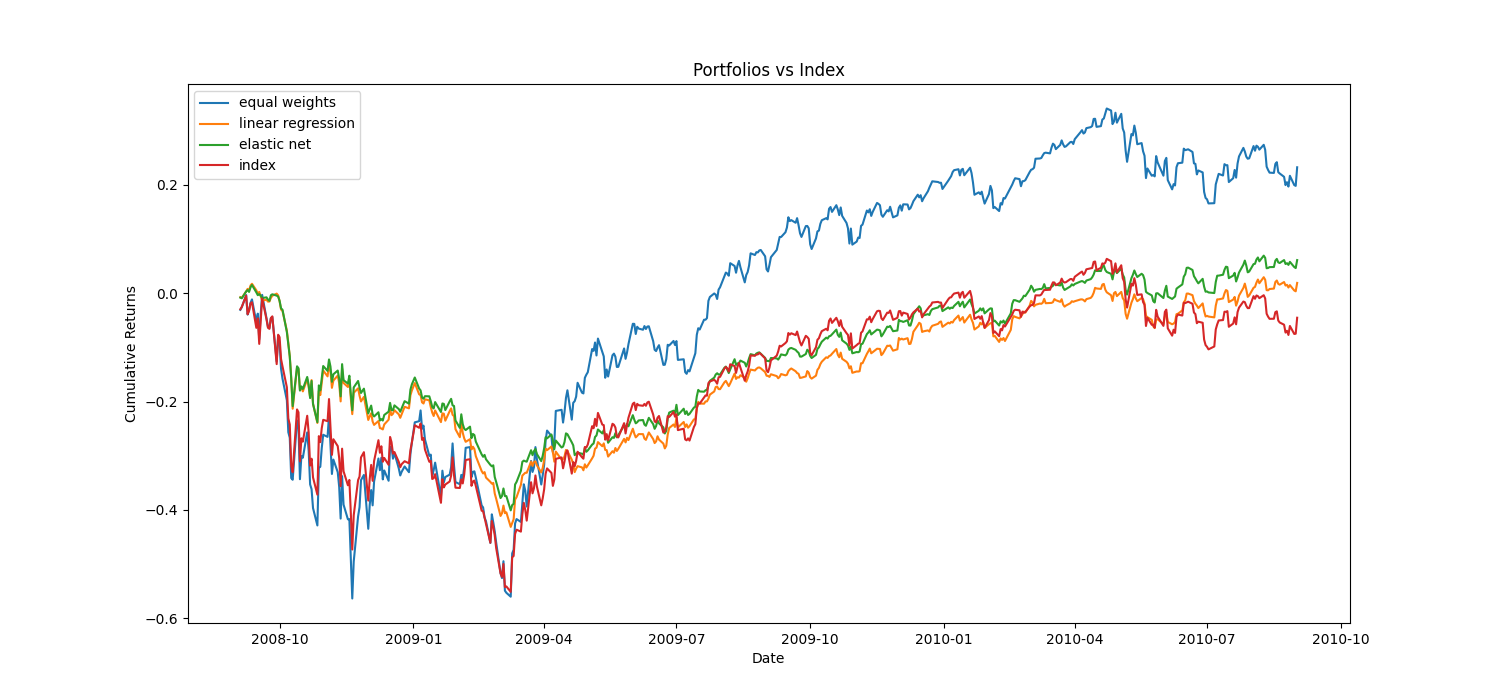 Portfolios vs Index
equal weights
linear regression
elastic net
index
Cumulative Returns
0.2
0.0
−0.2
−0.4
−0.6
2008-10 2009-01 2009-04 2009-07 2009-10 2010-01 2010-04 2010-07 2010-10
Date